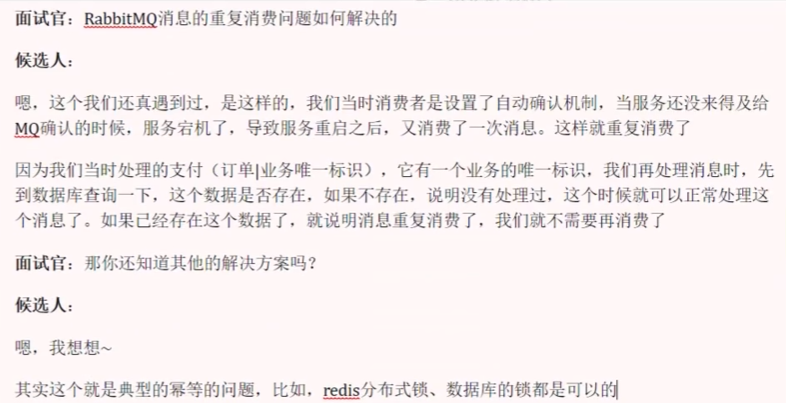 面试官：RabbitMQ消息的重复消费问题如何解决的
候选人：
嗯，这个我们还真遇到过，是这样的，我们当时消费者是设置了自动确认机制，当服务还没来得及给
MQ确认的时候，服务宕机了，导致服务重启之后，又消费了一次消息。这样就重复消费了
因为我们当时处理的支付（订单|业务唯一标识），它有一个业务的唯一标识，我们再处理消息时，先
到数据库查询一下，这个数据是否存在，如果不存在，说明没有处理过，这个时候就可以正常处理这
个消息了。如果已经存在这个数据了，就说明消息重复消费了，我们就不需要再消费了
面试官：那你还知道其他的解决方案吗？
候选人：
嗯，我想想~
其实这个就是典型的幂等的问题，比如，redis分布式锁、数据库的锁都是可以的